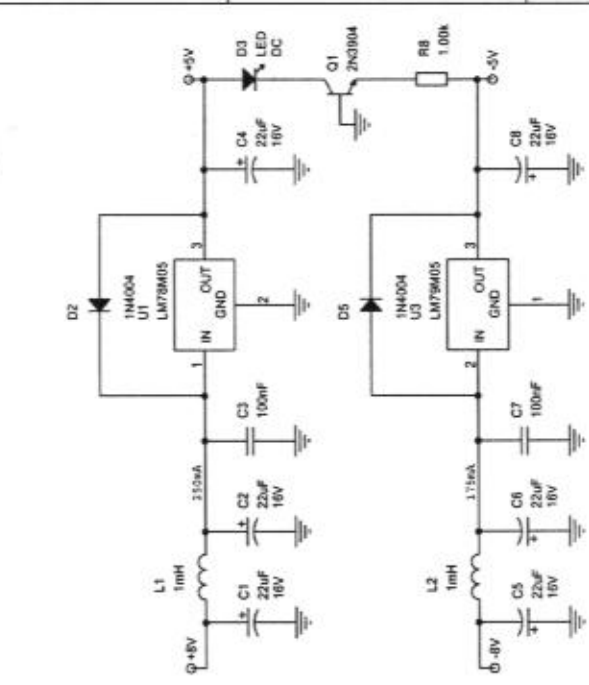 +8V
C1
22uF
16V
L1
1mH
C2
22uF
16V
350mA
C3
100nF
D2
1N4004
U1
LM78M05
1
IN
OUT
GND
3
2
C4
22uF
16V
+5V
D3
LED
DC
Q1
2N3904
R8
1.00k
-5V
-8V
C5
22uF
16V
L2
1mH
C6
22uF
16V
175mA
C7
100nF
D5
1N4004
U3
LM79M05
2
IN
OUT
GND
3
1
C8
22uF
16V